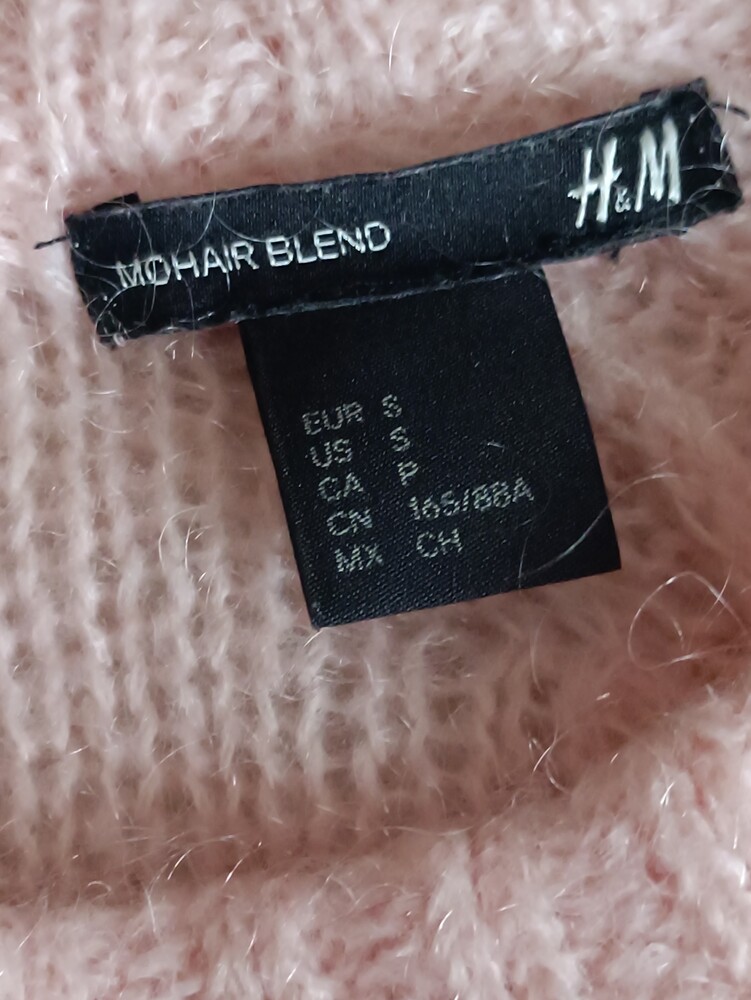 MOHAIR BLEND
H&M
EUR S
US S
CA P
CN 165/88A
MX CH